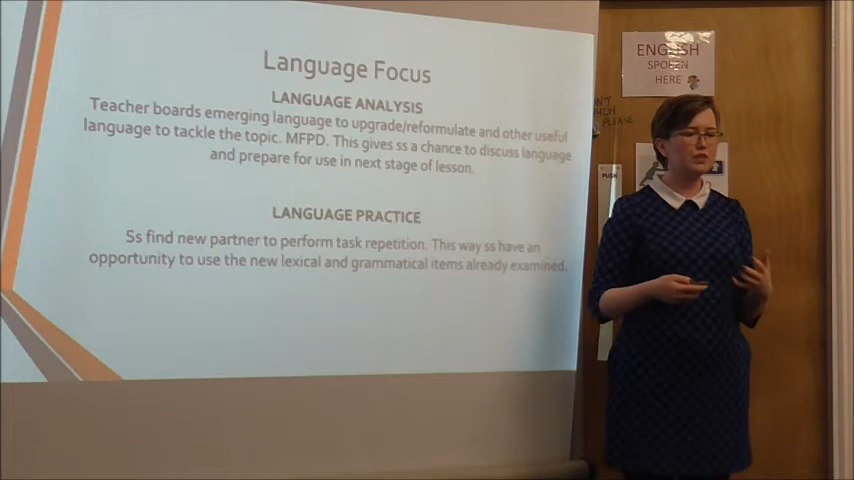 Language Focus
LANGUAGE ANALYSIS
Teacher boards emerging language to upgrade/reformulate and other useful
language to tackle the topic. MFPD. This gives ss a chance to discuss language
and prepare for use in next stage of lesson.
LANGUAGE PRACTICE
Ss find new partner to perform task repetition. This way ss have an
opportunity to use the new lexical and grammatical items already examined.
ENGLISH
SPOKEN
HERE
PLEASE
PUSH